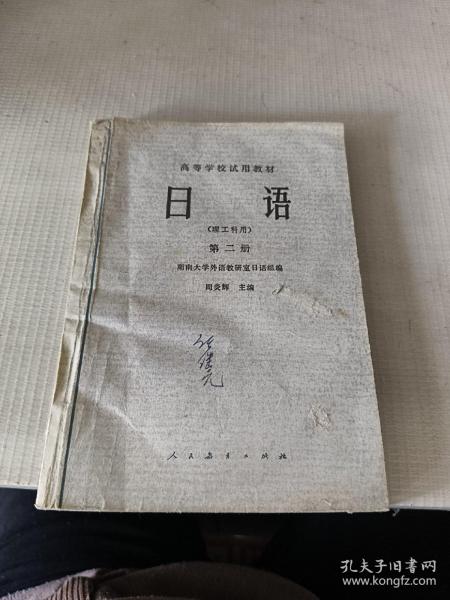 高等学校试用教材
日语
(理工科用)
第二册
湖南大学外语教研室日语组编
周炎辉 主编
人民教育出版社
孔夫子旧书网
www.kongfz.com